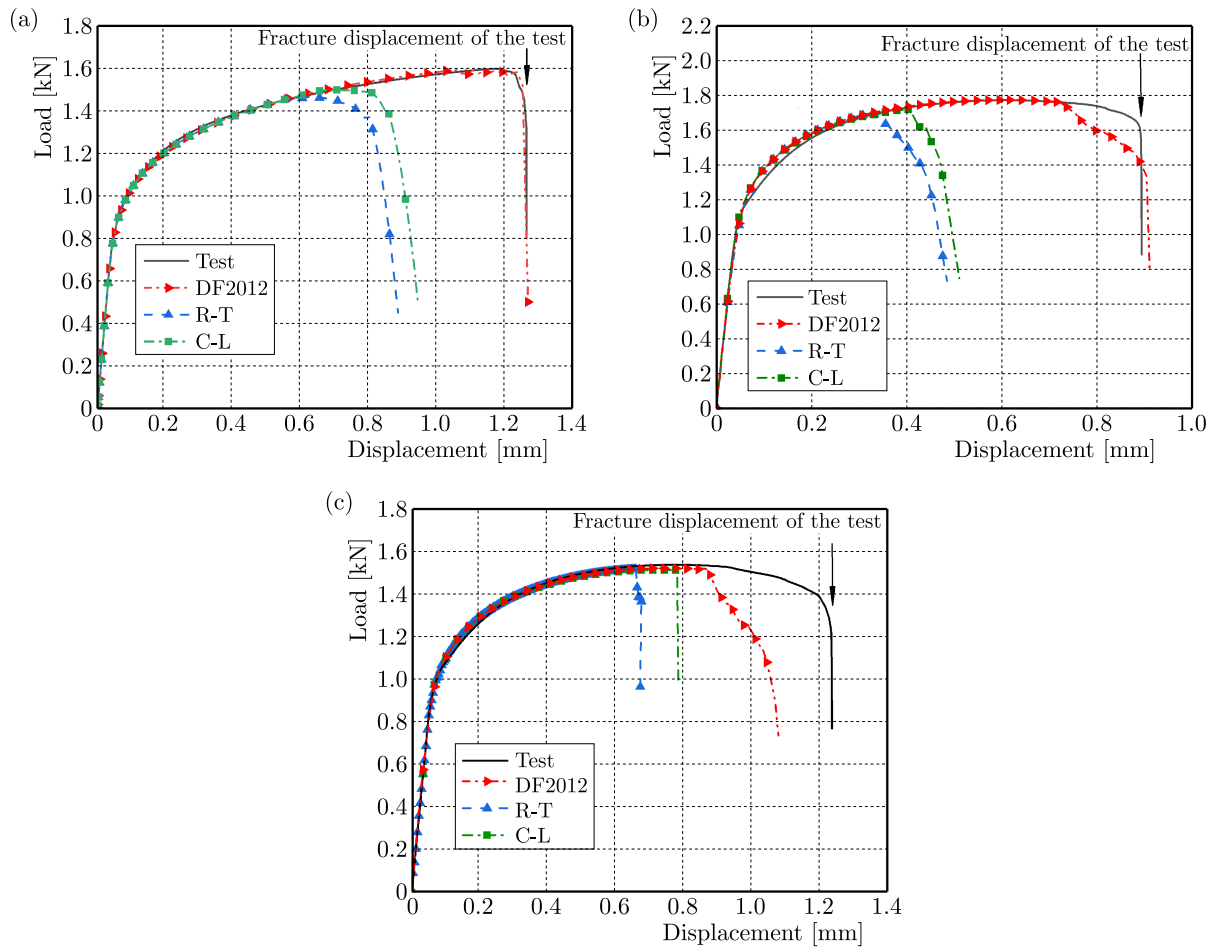 (a)
Fracture displacement of the test
Load [kN]
1.8
1.6
1.4
1.2
1.0
0.8
0.6
0.4
0.2
0
Test
DF2012
R-T
C-L
0 0.2 0.4 0.6 0.8 1.0 1.2 1.4
Displacement [mm]
(b)
Fracture displacement of the test
Load [kN]
2.2
2.0
1.8
1.6
1.4
1.2
1.0
0.8
0.6
0.4
0.2
0
Test
DF2012
R-T
C-L
0 0.2 0.4 0.6 0.8 1.0
Displacement [mm]
(c)
Fracture displacement of the test
Load [kN]
1.8
1.6
1.4
1.2
1.0
0.8
0.6
0.4
0.2
0
Test
DF2012
R-T
C-L
0 0.2 0.4 0.6 0.8 1.0 1.2 1.4
Displacement [mm]